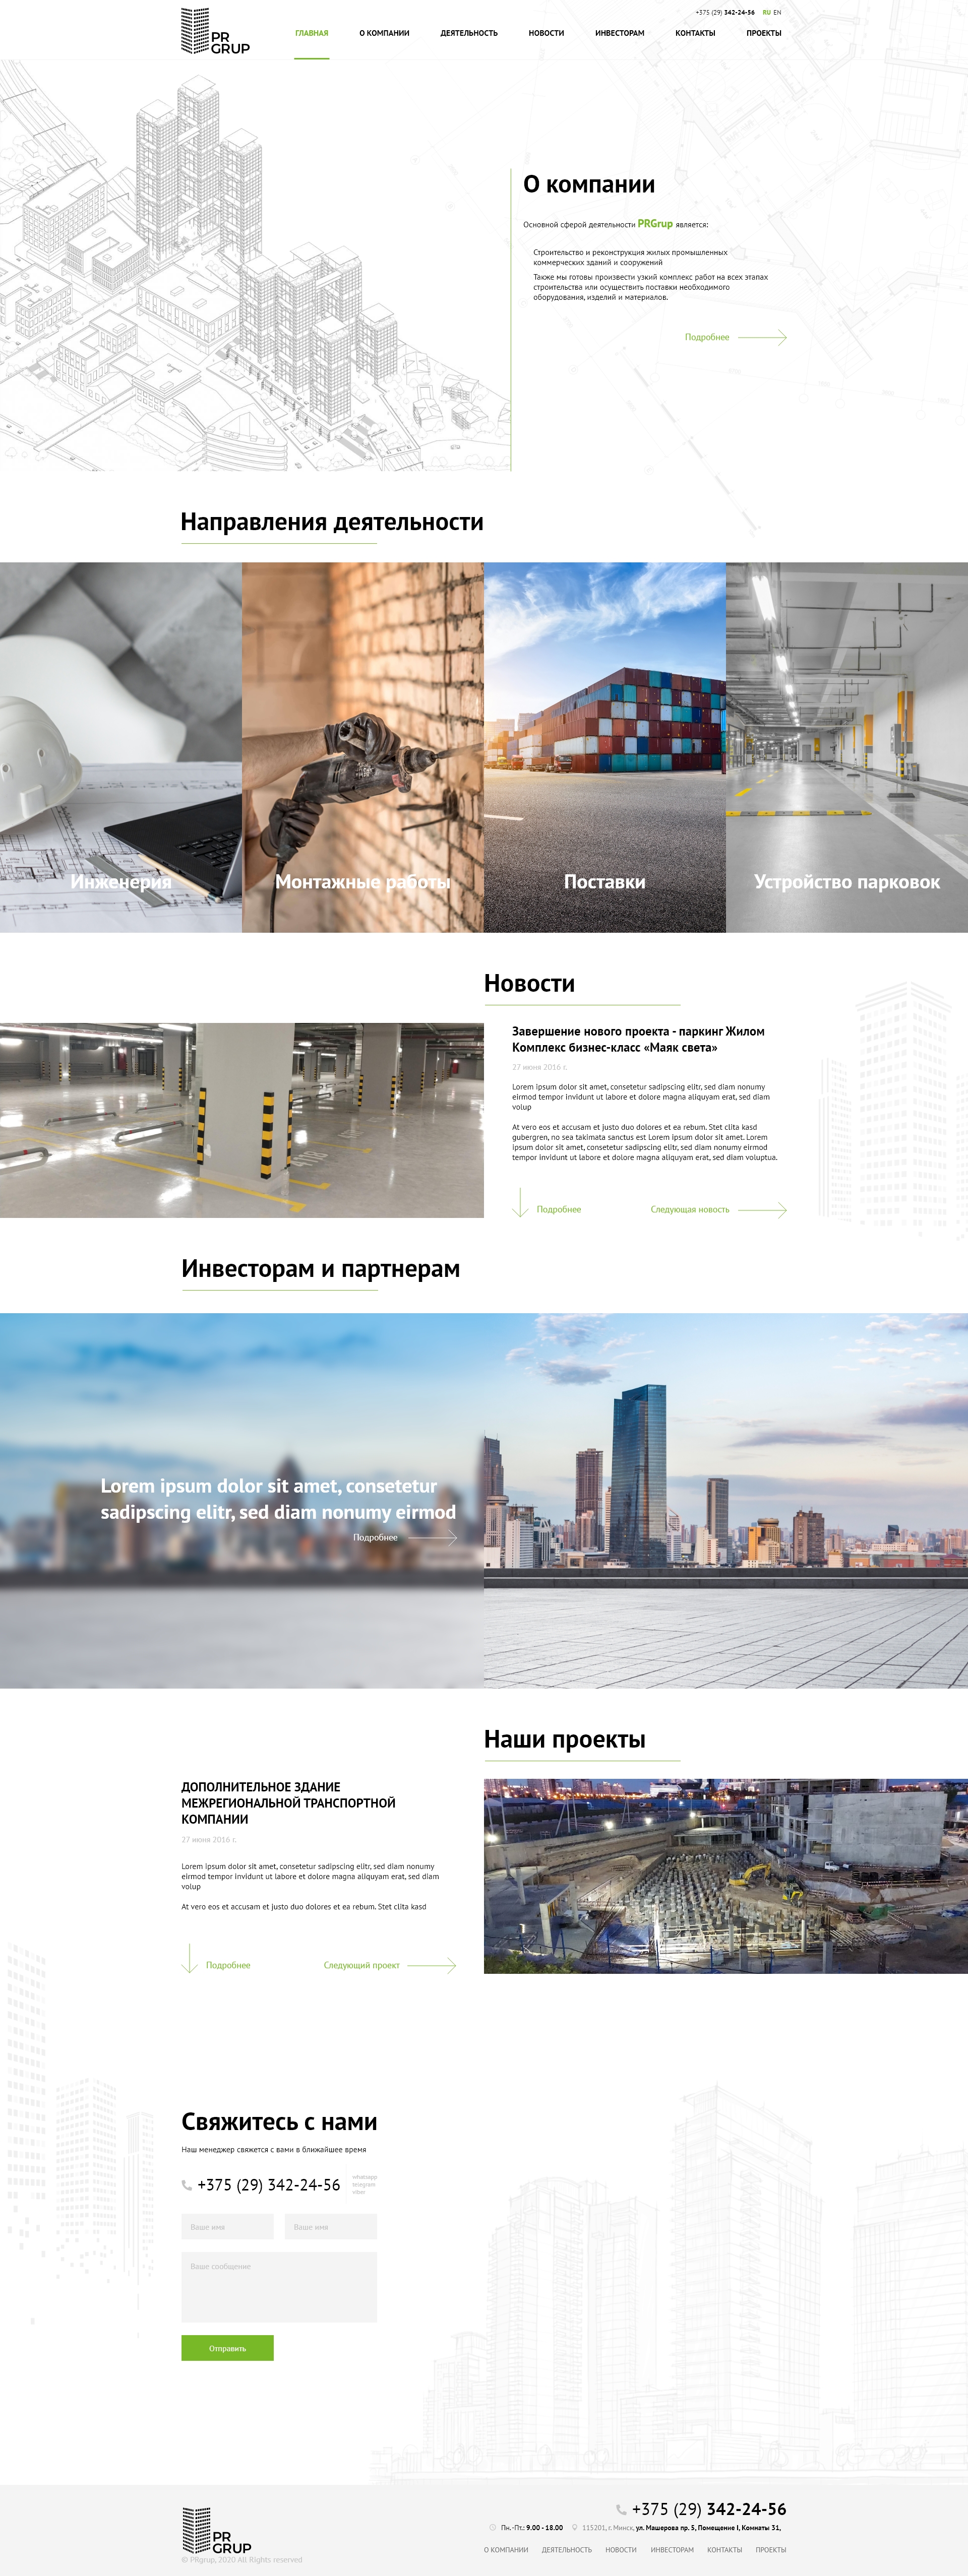 +375 (29) 342-24-56 RU EN
PR
GRUP
ГЛАВНАЯ О КОМПАНИИ ДЕЯТЕЛЬНОСТЬ НОВОСТИ ИНВЕСТОРАМ КОНТАКТЫ ПРОЕКТЫ
О компании
Основной сферой деятельности PRGrup является:
Строительство и реконструкция жилых промышленных
коммерческих зданий и сооружений
Также мы готовы произвести узкий комплекс работ на всех этапах
строительства или осуществить поставки необходимого
оборудования, изделий и материалов.
Подробнее
Направления деятельности
Инженерия
Монтажные работы
Поставки
Устройство парковок
Новости
Завершение нового проекта - паркинг Жилом
Комплекс бизнес-класс «Маяк света»
27 июня 2016 г.
Lorem ipsum dolor sit amet, consetetur sadipscing elitr, sed diam nonumy
eirmod tempor invidunt ut labore et dolore magna aliquyam erat, sed diam
volup
At vero eos et accusam et justo duo dolores et ea rebum. Stet clita kasd
gubergren, no sea takimata sanctus est Lorem ipsum dolor sit amet. Lorem
ipsum dolor sit amet, consetetur sadipscing elitr, sed diam nonumy eirmod
tempor invidunt ut labore et dolore magna aliquyam erat, sed diam voluptua.
Подробнее
Следующая новость
Инвесторам и партнерам
Lorem ipsum dolor sit amet, consetetur
sadipscing elitr, sed diam nonumy eirmod
Подробнее
Наши проекты
ДОПОЛНИТЕЛЬНОЕ ЗДАНИЕ
МЕЖРЕГИОНАЛЬНОЙ ТРАНСПОРТНОЙ
КОМПАНИИ
27 июня 2016 г.
Lorem ipsum dolor sit amet, consetetur sadipscing elitr, sed diam nonumy
eirmod tempor invidunt ut labore et dolore magna aliquyam erat, sed diam
volup
At vero eos et accusam et justo duo dolores et ea rebum. Stet clita kasd
Подробнее
Следующий проект
Свяжитесь с нами
Наш менеджер свяжется с вами в ближайшее время
+375 (29) 342-24-56
whatsapp
telegram
viber
Ваше имя
Ваше имя
Ваше сообщение
Отправить
PR
GRUP
© PRgrup, 2020 All Rights reserved
+375 (29) 342-24-56
Пн.-Пт.: 9.00 - 18.00
115201, г. Минск, ул. Машерова пр. 5, Помещение I, Комнаты 31,
О КОМПАНИИ ДЕЯТЕЛЬНОСТЬ НОВОСТИ ИНВЕСТОРАМ КОНТАКТЫ ПРОЕКТЫ